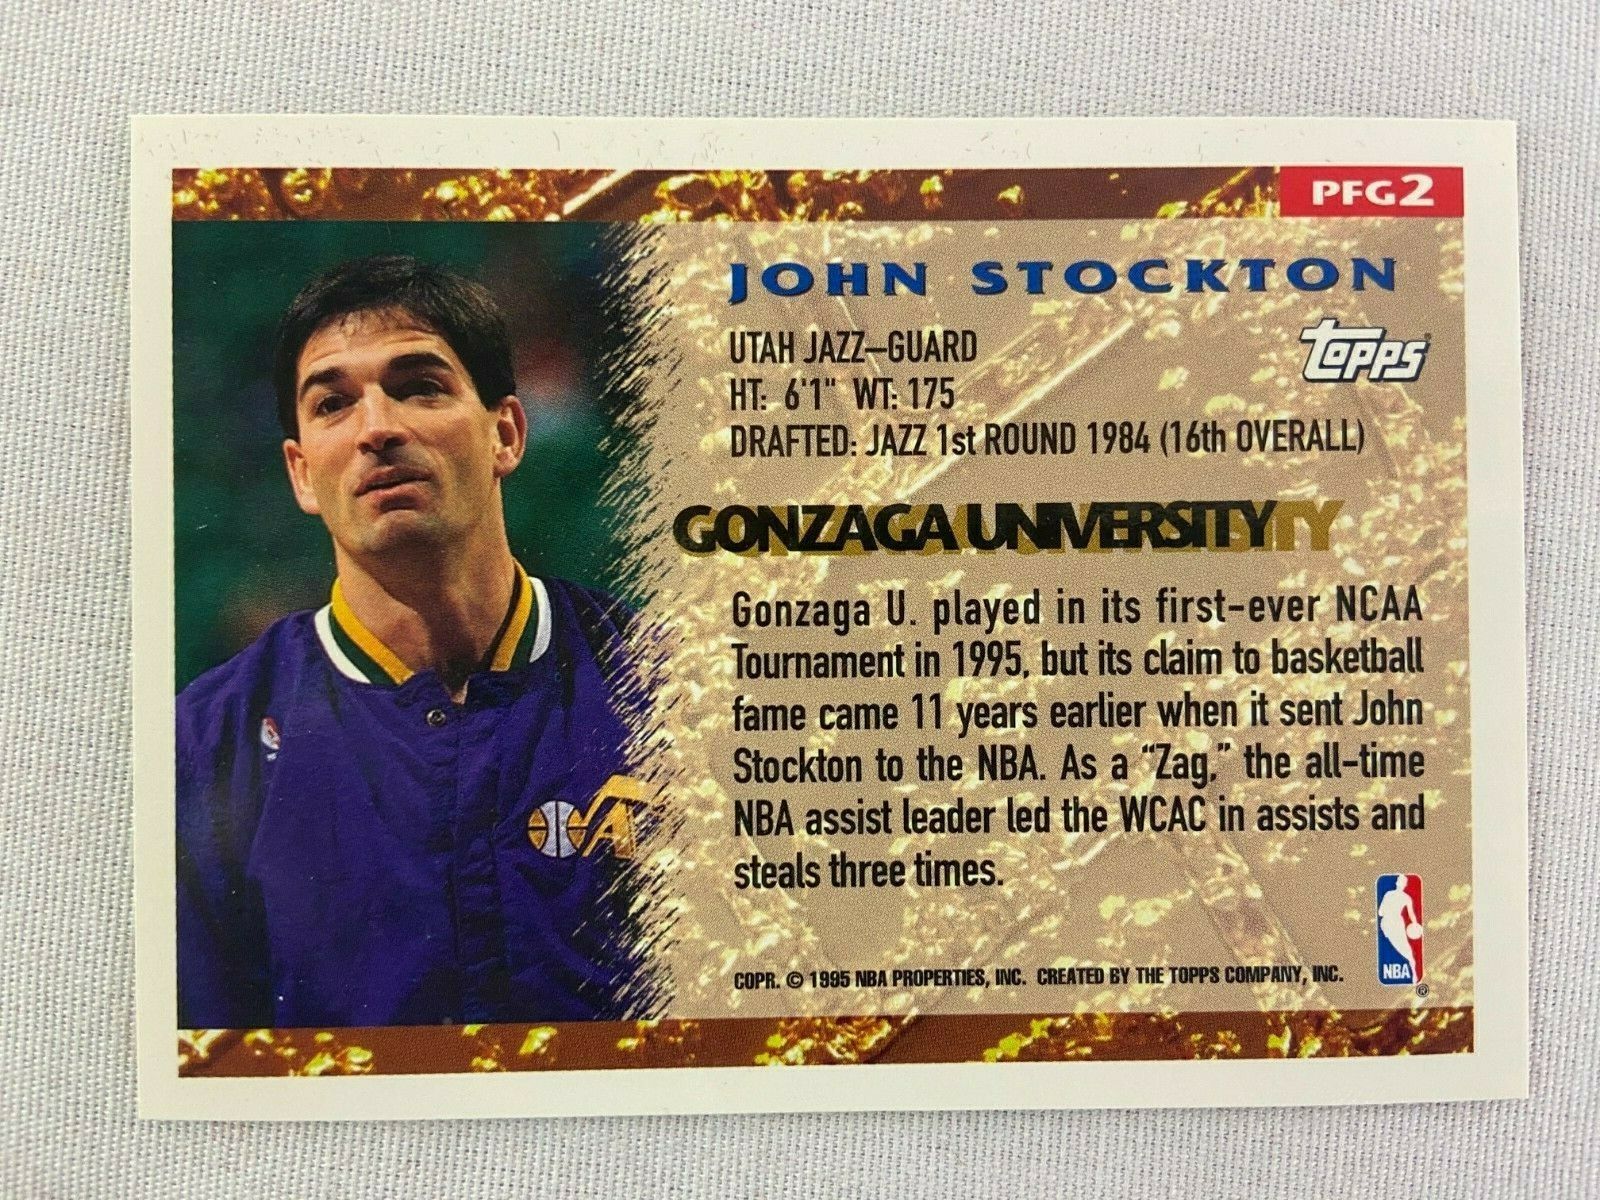 PFG2
JOHN STOCKTON
Topps
UTAH JAZZ–GUARD
HT: 6'1" WT: 175
DRAFTED: JAZZ 1st ROUND 1984 (16th OVERALL)
GONZAGA UNIVERSITY
Gonzaga U. played in its first-ever NCAA
Tournament in 1995, but its claim to basketball
fame came 11 years earlier when it sent John
Stockton to the NBA. As a “Zag,” the all-time
NBA assist leader led the WCAC in assists and
steals three times.
COPR. © 1995 NBA PROPERTIES, INC. CREATED BY THE TOPPS COMPANY, INC.
NBA ®